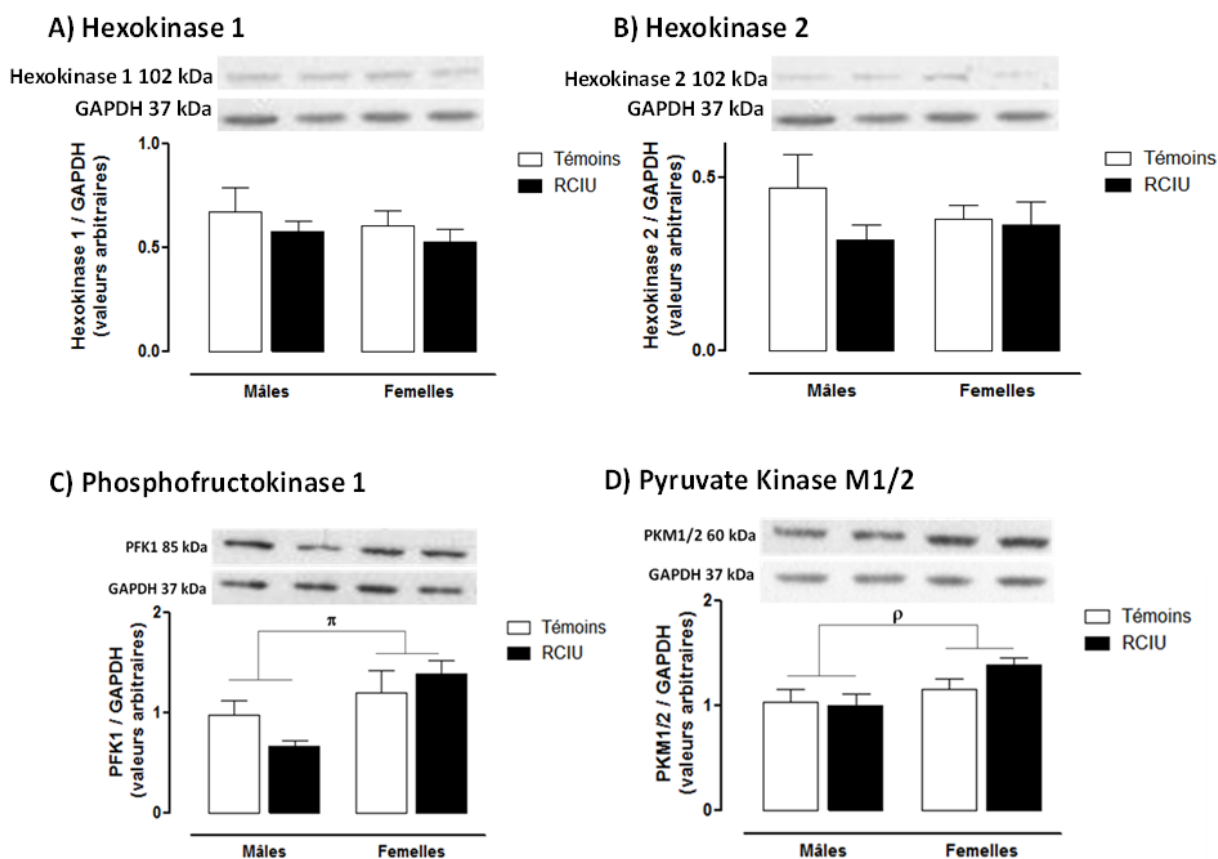 A) Hexokinase 1
Hexokinase 1 102 kDa
GAPDH 37 kDa
Hexokinase 1 / GAPDH
(valeurs arbitraires)
1.0
0.5
0.0
Témoins
RCIU
Mâles
Femelles
B) Hexokinase 2
Hexokinase 2 102 kDa
GAPDH 37 kDa
Hexokinase 2 / GAPDH
(valeurs arbitraires)
0.5
0.0
Témoins
RCIU
Mâles
Femelles
C) Phosphofructokinase 1
PFK1 85 kDa
GAPDH 37 kDa
PFK1 / GAPDH
(valeurs arbitraires)
2
1
0
π
Témoins
RCIU
Mâles
Femelles
D) Pyruvate Kinase M1/2
PKM1/2 60 kDa
GAPDH 37 kDa
PKM1/2 / GAPDH
(valeurs arbitraires)
2
1
0
ρ
Témoins
RCIU
Mâles
Femelles